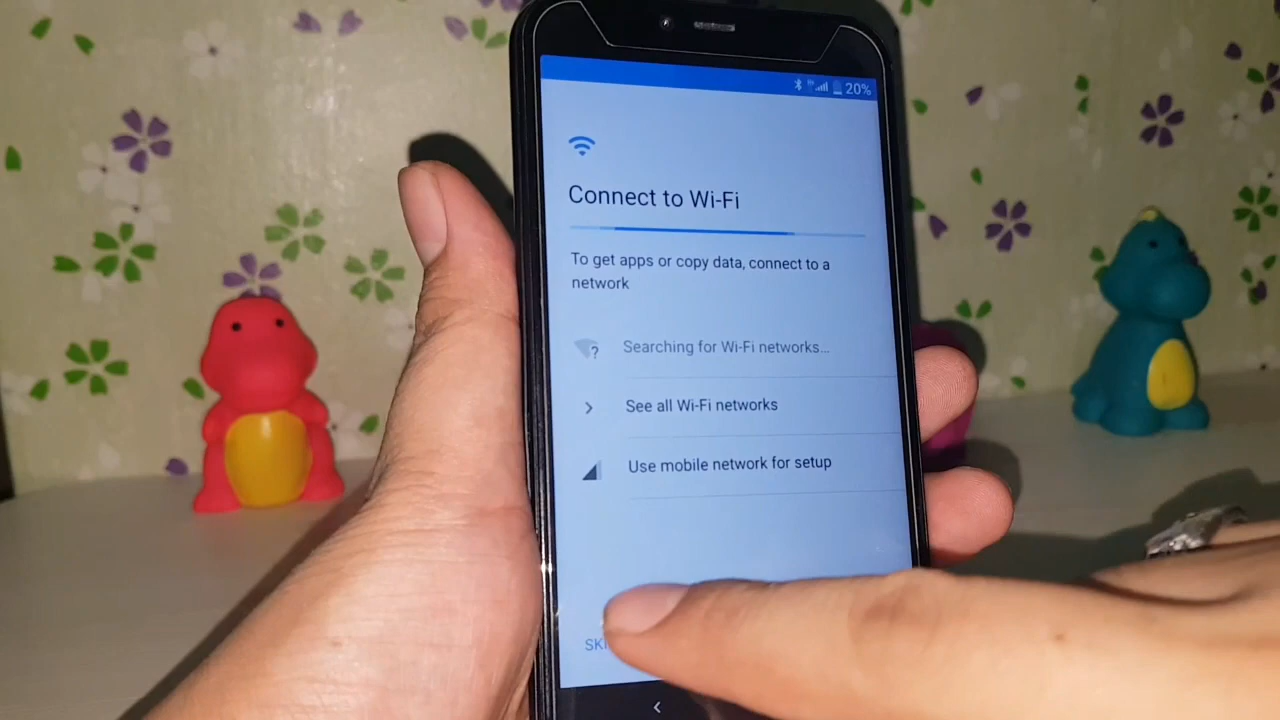 20%
Connect to Wi-Fi
To get apps or copy data, connect to a
network
Searching for Wi-Fi networks...
See all Wi-Fi networks
Use mobile network for setup
SKI